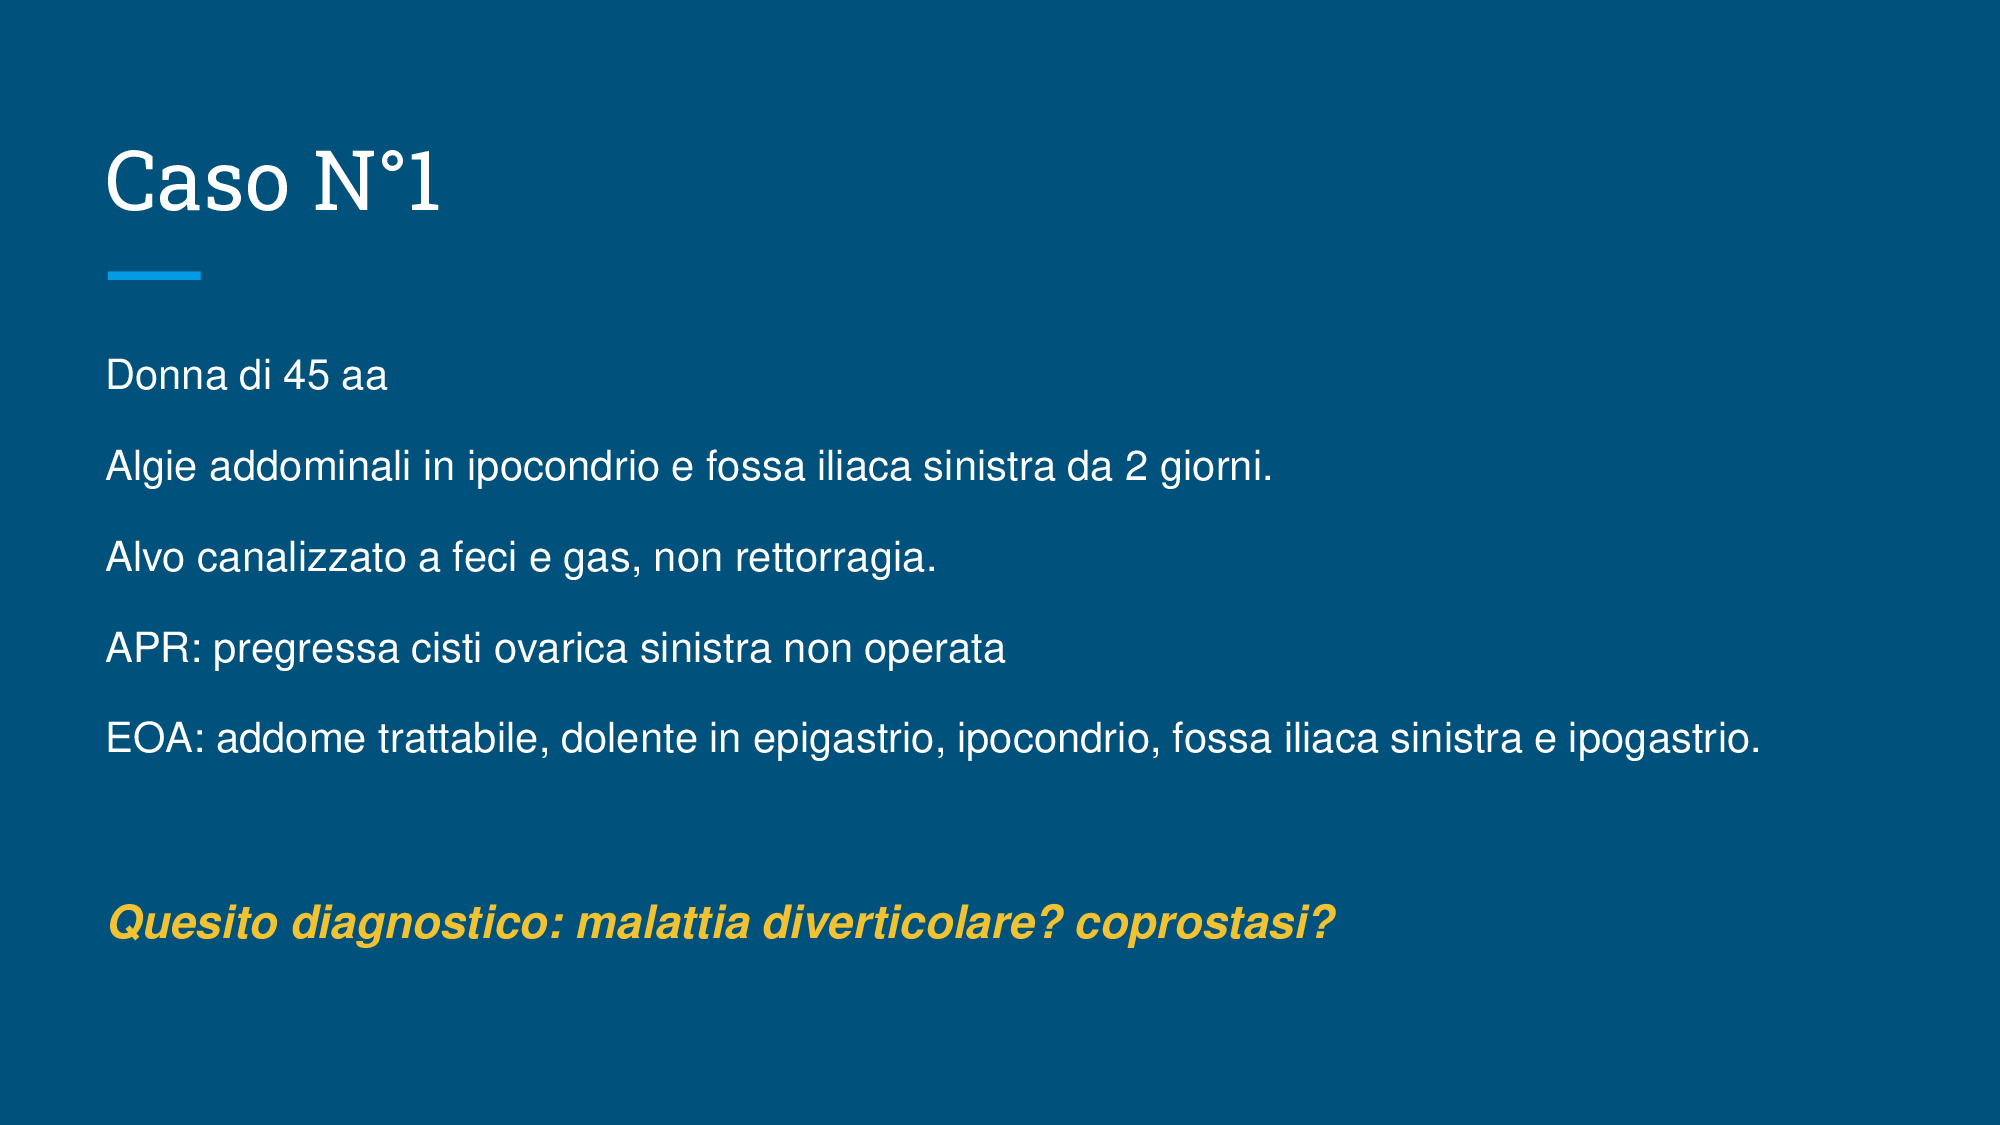 Caso N°1
Donna di 45 aa
Algie addominali in ipocondrio e fossa iliaca sinistra da 2 giorni.
Alvo canalizzato a feci e gas, non rettorragia.
APR: pregressa cisti ovarica sinistra non operata
EOA: addome trattabile, dolente in epigastrio, ipocondrio, fossa iliaca sinistra e ipogastrio.
Quesito diagnostico: malattia diverticolare? coprostasi?